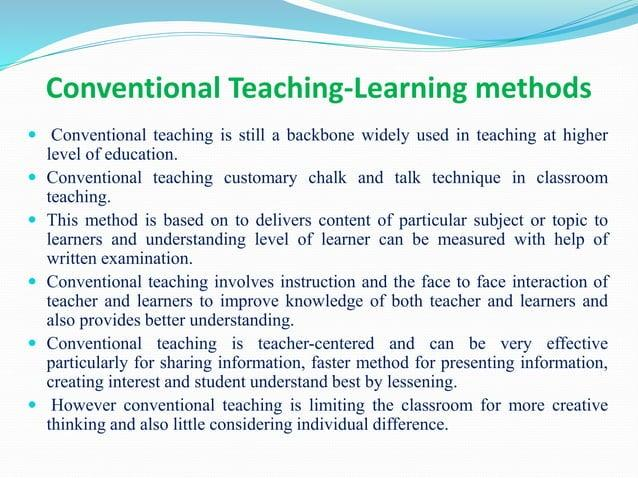 Conventional Teaching-Learning methods
Conventional teaching is still a backbone widely used in teaching at higher
level of education.
Conventional teaching customary chalk and talk technique in classroom
teaching.
This method is based on to delivers content of particular subject or topic to
learners and understanding level of learner can be measured with help of
written examination.
Conventional teaching involves instruction and the face to face interaction of
teacher and learners to improve knowledge of both teacher and learners and
also provides better understanding.
Conventional teaching is teacher-centered and can be very effective
particularly for sharing information, faster method for presenting information,
creating interest and student understand best by lessening.
However conventional teaching is limiting the classroom for more creative
thinking and also little considering individual difference.